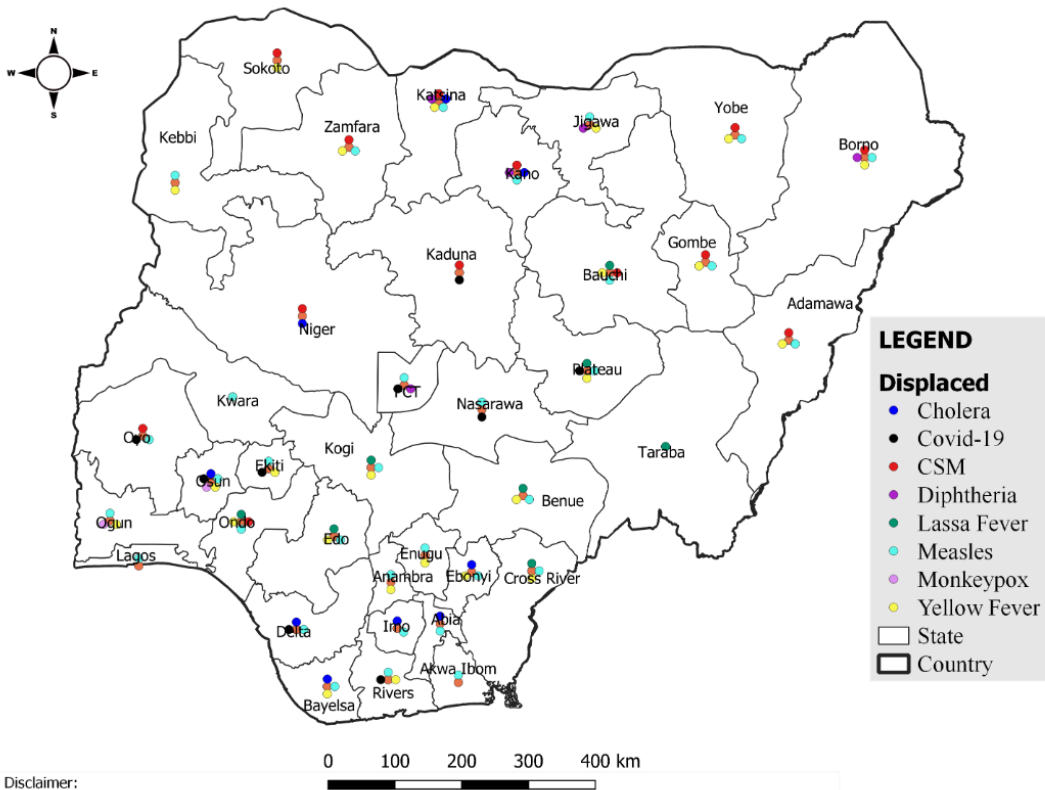 N
W E
S
Sokoto
Katsina
Yobe
Jigawa
Zamfara
Kebbi
Borno
Kano
Gombe
Kaduna
Bauchi
Adamawa
Niger
Plateau
FCT
Kwara
Nasarawa
Oyo
Kogi
Taraba
Ekiti
Osun
Benue
Ogun
Ondo
Edo
Lagos
Enugu
Anambra
Ebonyi
Cross River
Delta
Imo
Abia
Akwa Ibom
Rivers
Bayelsa
LEGEND
Displaced
Cholera
Covid-19
CSM
Diphtheria
Lassa Fever
Measles
Monkeypox
Yellow Fever
State
Country
0 100 200 300 400 km
Disclaimer: